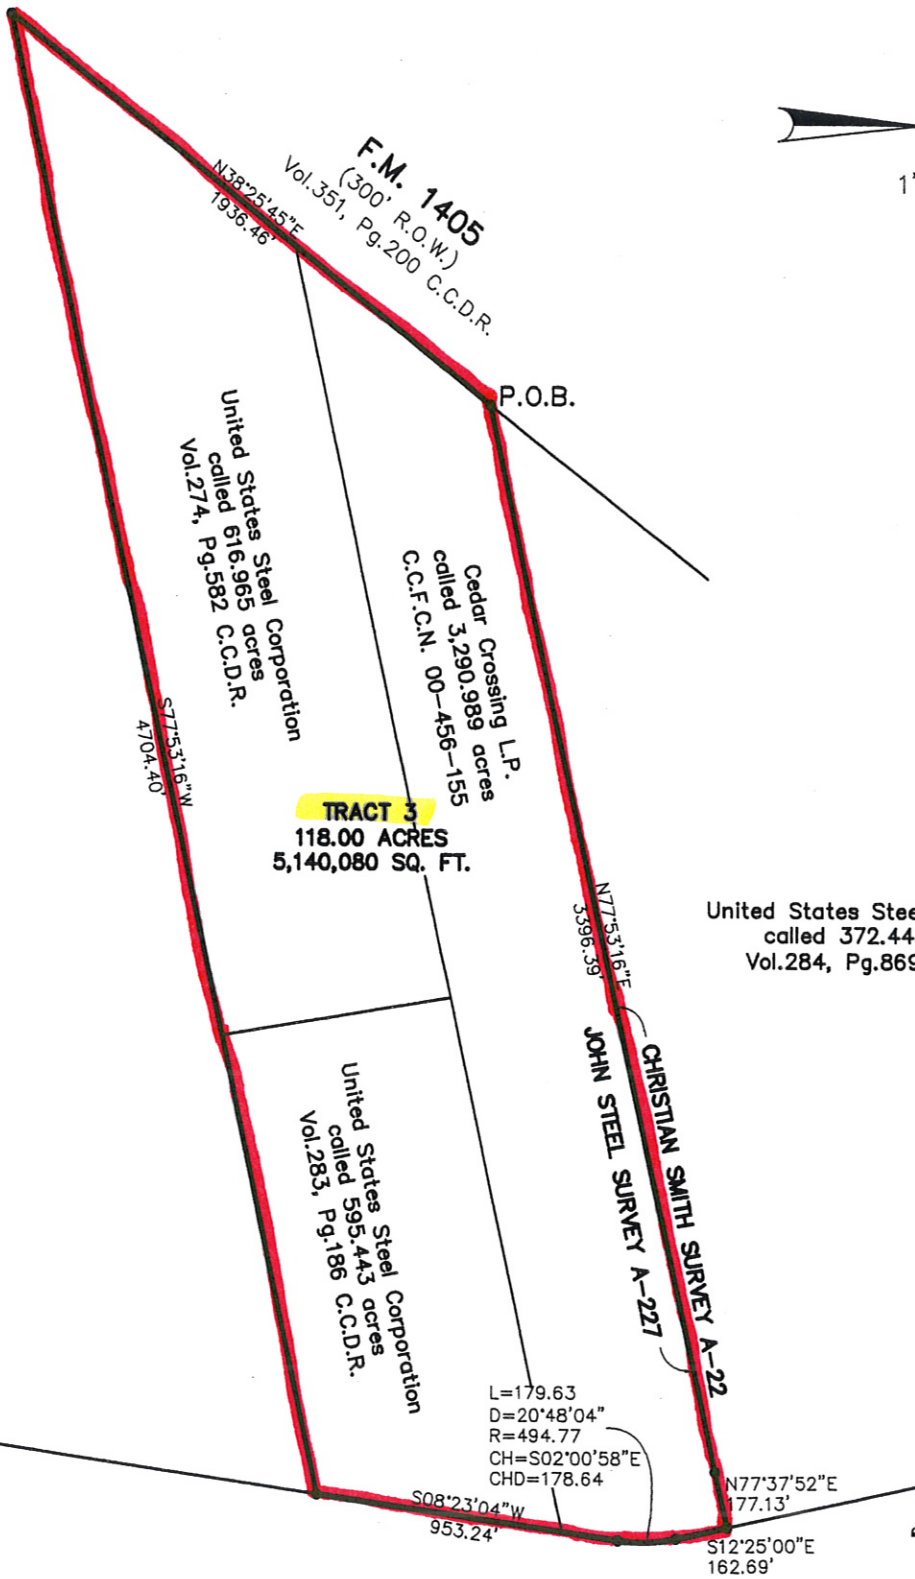 F.M. 1405
(300' R.O.W.)
Vol.351, Pg.200 C.C.D.R.
1'
N38°25'45"E
1936.46'
P.O.B.
United States Steel Corporation
called 616.965 acres
Vol.274, Pg.582 C.C.D.R.
Cedar Crossing L.P.
called 3,290.989 acres
C.C.F.C.N. 00-456-155
S77°53'16"W
4704.40'
TRACT 3
118.00 ACRES
5,140,080 SQ. FT.
N77°53'16"E
3396.39'
United States Stee
called 372.44
Vol.284, Pg.869
CHRISTIAN SMITH SURVEY A-22
JOHN STEEL SURVEY A-227
United States Steel Corporation
called 595.443 acres
Vol.283, Pg.186 C.C.D.R.
L=179.63
D=20°48'04"
R=494.77
CH=S02°00'58"E
CHD=178.64
N77°37'52"E
177.13'
S08°23'04"W
953.24'
S12°25'00"E
162.69'